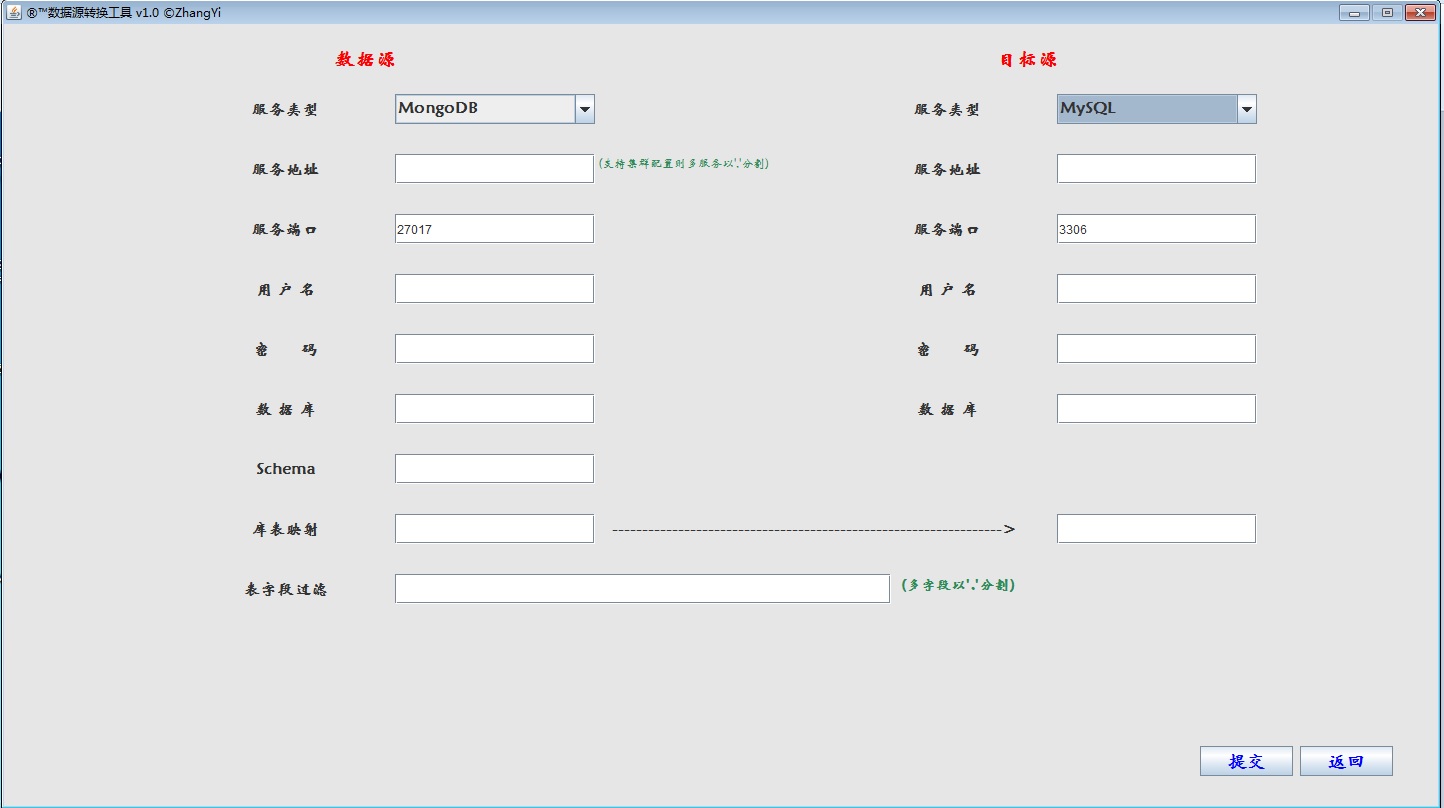 ®™数据源转换工具 v1.0 ©ZhangYi
数据源 目标源
服务类型 MongoDB 服务类型 MySQL
服务地址 (支持集群配置则多服务以','分割) 服务地址
服务端口 27017 服务端口 3306
用户名 用户名
密 码 密 码
数据库 数据库
Schema
库表映射 ----------------------------------------------------------------->
表字段过滤 (多字段以','分割)
提交 返回